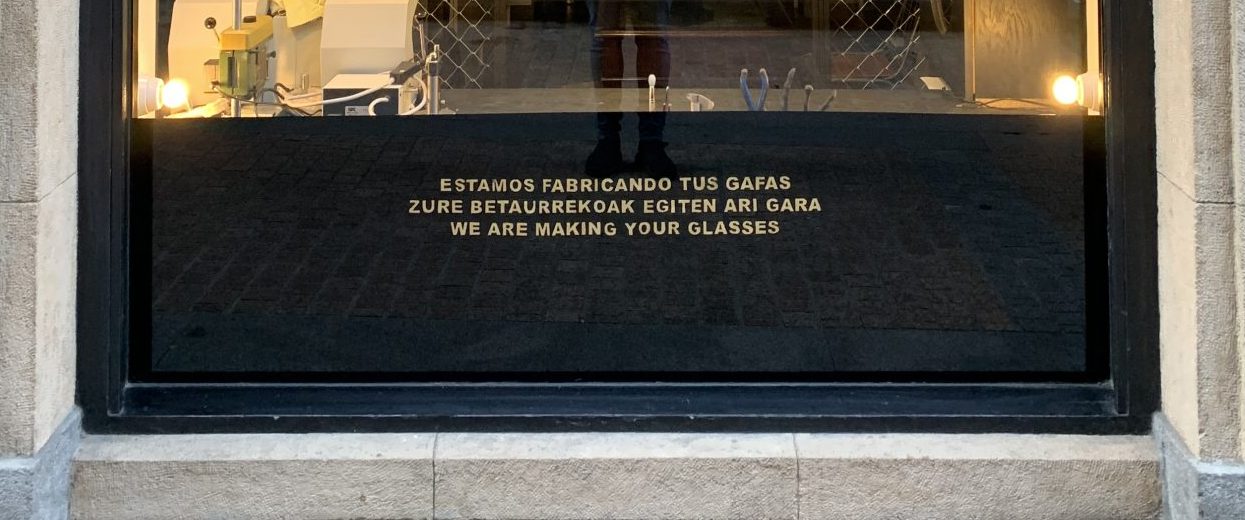 ESTAMOS FABRICANDO TUS GAFAS
ZURE BETAURREKOAK EGITEN ARI GARA
WE ARE MAKING YOUR GLASSES